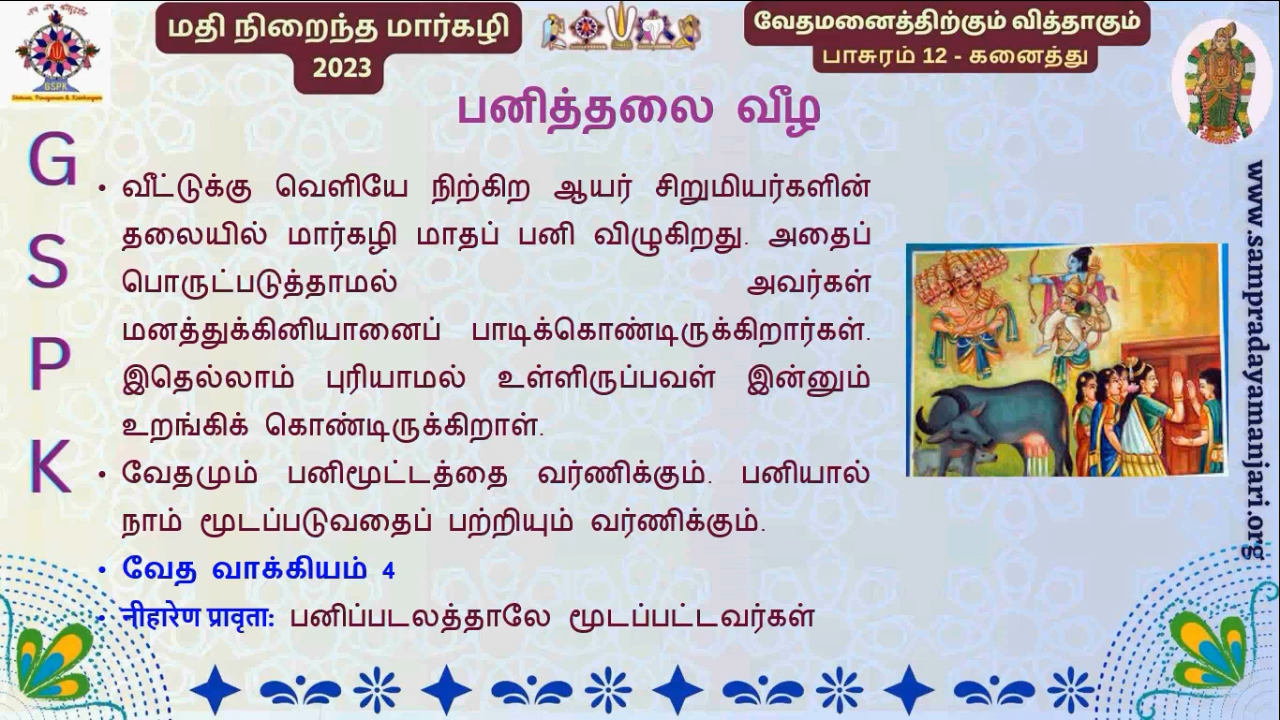 மதி நிறைந்த மார்கழி
2023
வேதமனைத்திற்கும் வித்தாகும்
பாசுரம் 12 - கனைத்து
BSPK
பனித்தலை வீழ
G
S
P
K
• வீட்டுக்கு வெளியே நிற்கிற ஆயர் சிறுமியர்களின்
தலையில் மார்கழி மாதப் பனி விழுகிறது. அதைப்
பொருட்படுத்தாமல் அவர்கள்
மனத்துக்கினியானைப் பாடிக்கொண்டிருக்கிறார்கள்.
இதெல்லாம் புரியாமல் உள்ளிருப்பவள் இன்னும்
உறங்கிக் கொண்டிருக்கிறாள்.
• வேதமும் பனிமூட்டத்தை வர்ணிக்கும். பனியால்
நாம் மூடப்படுவதைப் பற்றியும் வர்ணிக்கும்.
• வேத வாக்கியம் 4
• नीहारेण प्रावृता: பனிப்படலத்தாலே மூடப்பட்டவர்கள்
www.sampradayamanjari.org